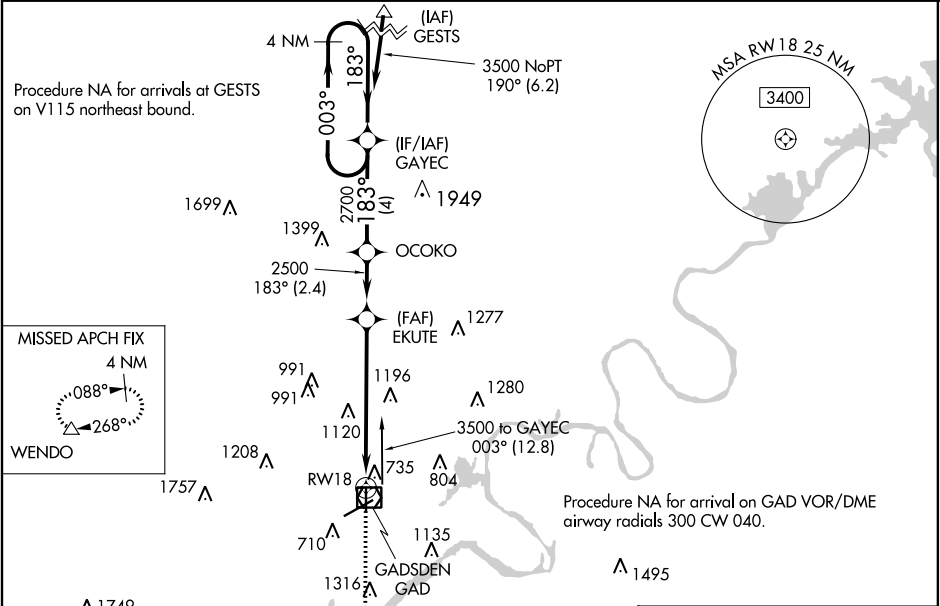 (IAF)
GESTS
4 NM
183°
003°
3500 NoPT
190° (6.2)
MSA RW18 25 NM
3400
Procedure NA for arrivals at GESTS
on V115 northeast bound.
(IF/IAF)
GAYEC
2700
183°
(4)
1949
1699
1399
OCOKO
2500
183° (2.4)
(FAF)
EKUTE
1277
MISSED APCH FIX
4 NM
088°
268°
WENDO
991
991
1196
1280
1120
3500 to GAYEC
003° (12.8)
1208
735
804
RW18
1757
Procedure NA for arrival on GAD VOR/DME
airway radials 300 CW 040.
710
1135
GADSDEN
GAD
1316
1495
1749